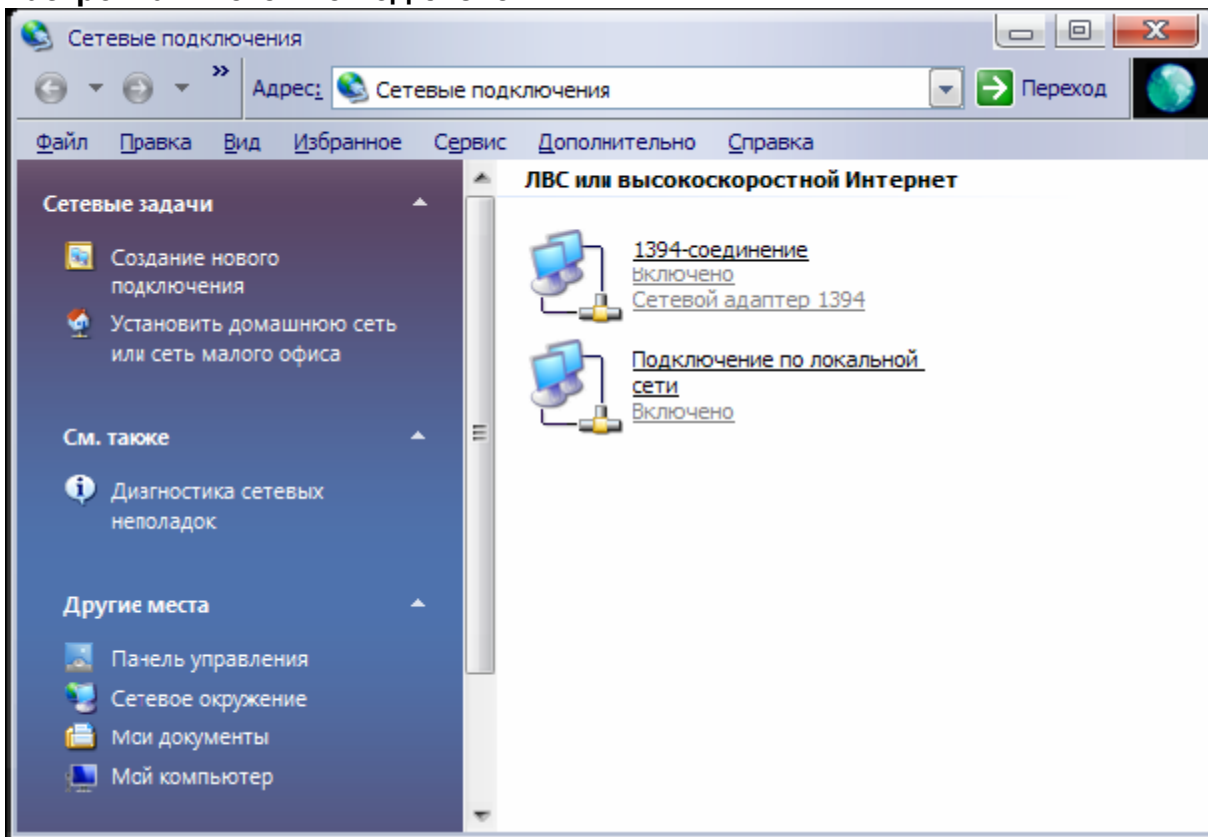 Сетевые подключения
» Адрес: Сетевые подключения Переход
Файл Правка Вид Избранное Сервис Дополнительно Справка
Сетевые задачи
Создание нового
подключения
Установить домашнюю сеть
или сеть малого офиса
См. также
Диагностика сетевых
неполадок
Другие места
Панель управления
Сетевое окружение
Мои документы
Мой компьютер
ЛВС или высокоскоростной Интернет
1394-соединение
Включено
Сетевой адаптер 1394
Подключение по локальной
сети
Включено